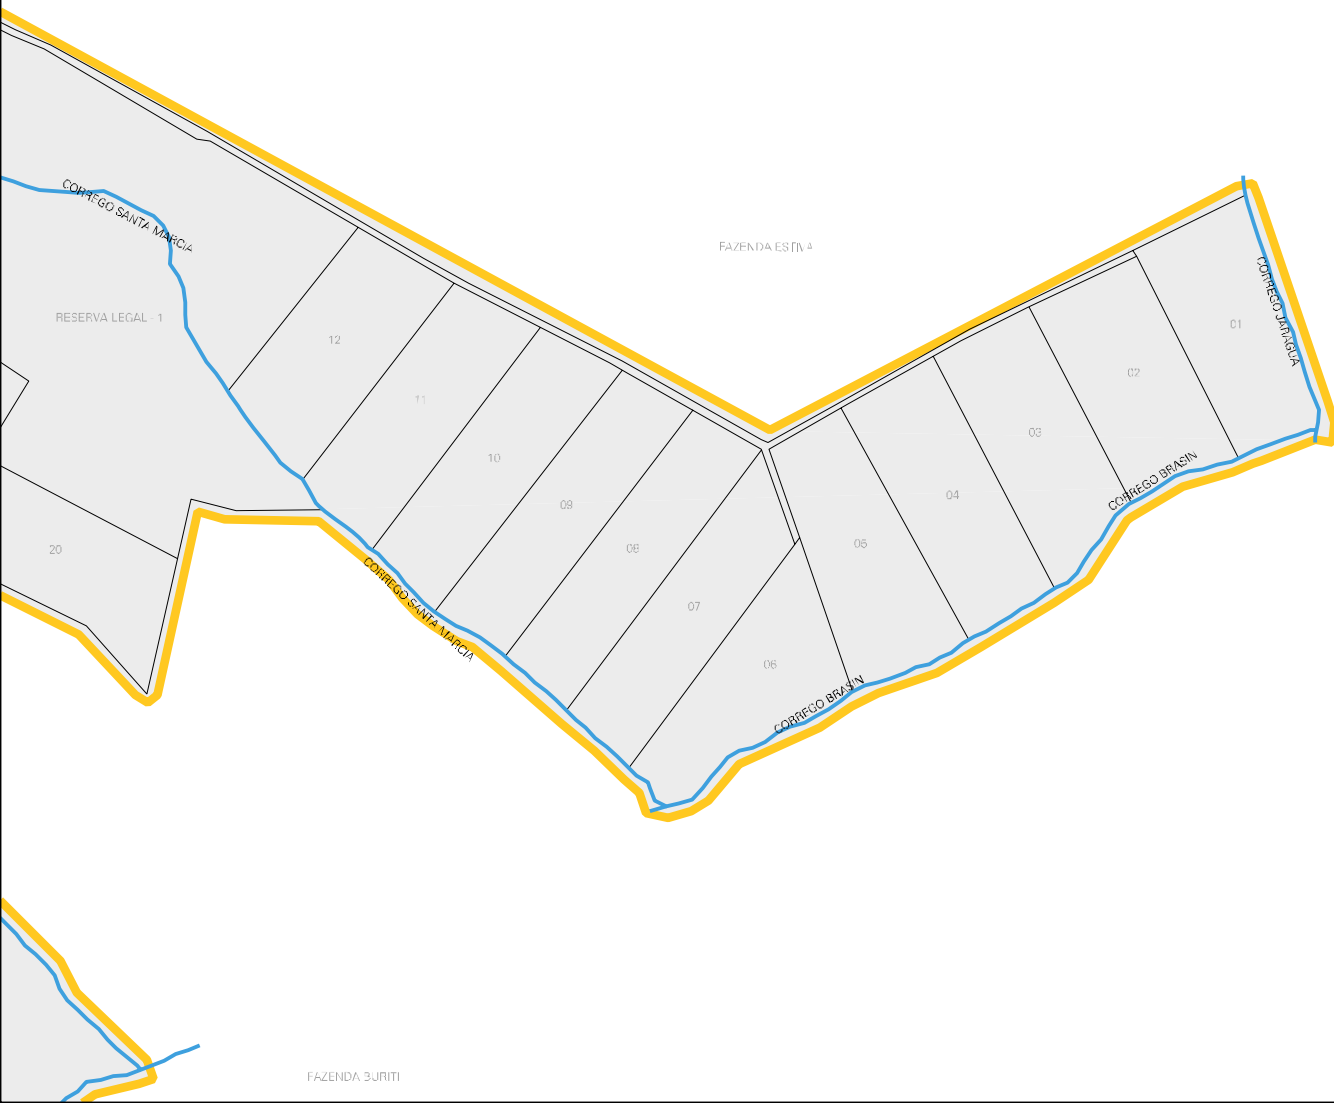 CORREGO SANTA MARCIA
FAZENDA ESTIVA
CORREGO JARAGUA
RESERVA LEGAL - 1
01
12
02
11
03
10
CORREGO BRASIN
04
09
05
08
20
CORREGO SANTA MARCIA
07
06
CORREGO BRASIN
FAZENDA BURITI